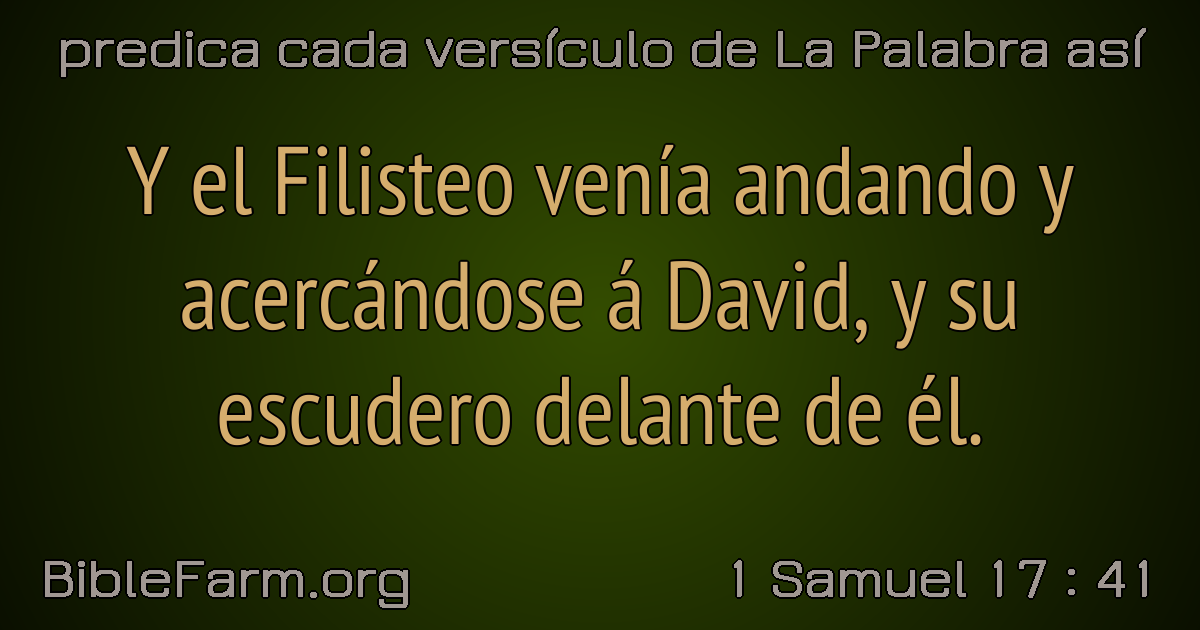 predica cada versículo de La Palabra así
Y el Filisteo venía andando y
acercándose á David, y su
escudero delante de él.
BibleFarm.org
1 Samuel 17 : 41